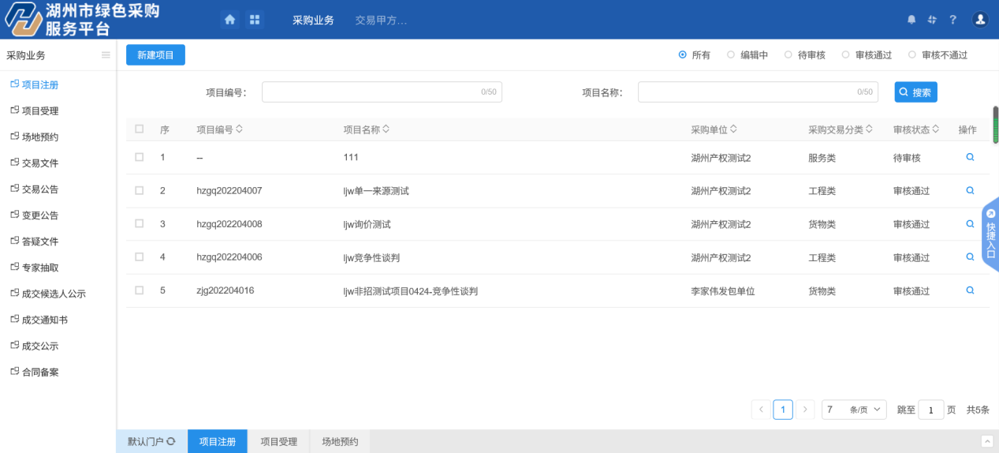 湖州市绿色采购
服务平台
采购业务 交易甲方...
采购业务
新建项目
所有 编辑中 待审核 审核通过 审核不通过
项目注册
项目受理
场地预约
交易文件
交易公告
变更公告
答疑文件
专家抽取
成交候选人公示
成交通知书
成交公示
合同备案
项目编号: 0/50 项目名称: 0/50 搜索
序 项目编号 项目名称 采购单位 采购交易分类 审核状态 操作
1 -- 111 湖州产权测试2 服务类 待审核
2 hzgq202204007 ljw单一来源测试 湖州产权测试2 工程类 审核通过
3 hzgq202204008 ljw询价测试 湖州产权测试2 货物类 审核通过
4 hzgq202204006 ljw竞争性谈判 湖州产权测试2 工程类 审核通过
5 zjg202204016 ljw非招测试项目0424-竞争性谈判 李家伟发包单位 货物类 审核通过
快捷入口
1 7 条/页 跳至 1 页 共5条
默认门户 项目注册 项目受理 场地预约